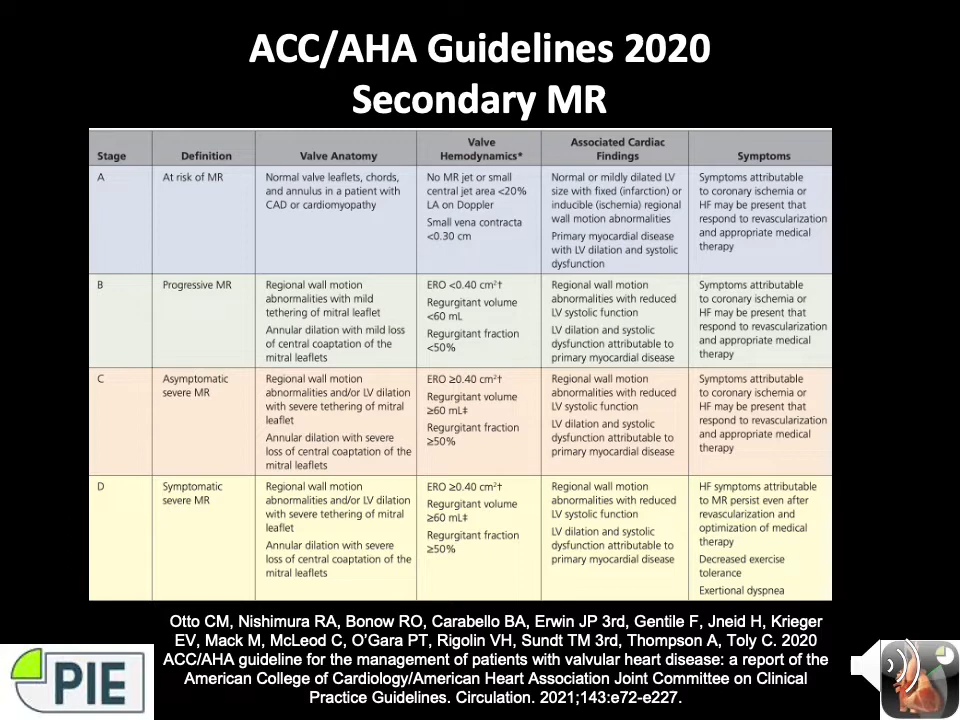 ACC/AHA Guidelines 2020
Secondary MR
Stage
Definition
Valve Anatomy
Valve
Hemodynamics*
Associated Cardiac
Findings
Symptoms
A
At risk of MR
Normal valve leaflets, chords,
and annulus in a patient with
CAD or cardiomyopathy
No MR jet or small
central jet area <20%
LA on Doppler
Small vena contracta
<0.30 cm
Normal or mildly dilated LV
size with fixed (infarction) or
inducible (ischemia) regional
wall motion abnormalities
Primary myocardial disease
with LV dilation and systolic
dysfunction
Symptoms attributable
to coronary ischemia or
HF may be present that
respond to revascularization
and appropriate medical
therapy
B
Progressive MR
Regional wall motion
abnormalities with mild
tethering of mitral leaflet
Annular dilation with mild loss
of central coaptation of the
mitral leaflets
ERO <0.40 cm²†
Regurgitant volume
<60 mL
Regurgitant fraction
<50%
Regional wall motion
abnormalities with reduced
LV systolic function
LV dilation and systolic
dysfunction attributable to
primary myocardial disease
Symptoms attributable
to coronary ischemia or
HF may be present that
respond to revascularization
and appropriate medical
therapy
C
Asymptomatic
severe MR
Regional wall motion
abnormalities and/or LV dilation
with severe tethering of mitral
leaflet
Annular dilation with severe
loss of central coaptation of the
mitral leaflets
ERO ≥0.40 cm²†
Regurgitant volume
≥60 mL‡
Regurgitant fraction
≥50%
Regional wall motion
abnormalities with reduced
LV systolic function
LV dilation and systolic
dysfunction attributable to
primary myocardial disease
Symptoms attributable
to coronary ischemia or
HF may be present that
respond to revascularization
and appropriate medical
therapy
D
Symptomatic
severe MR
Regional wall motion
abnormalities and/or LV dilation
with severe tethering of mitral
leaflet
Annular dilation with severe
loss of central coaptation of the
mitral leaflets
ERO ≥0.40 cm²†
Regurgitant volume
≥60 mL‡
Regurgitant fraction
≥50%
Regional wall motion
abnormalities with reduced
LV systolic function
LV dilation and systolic
dysfunction attributable to
primary myocardial disease
HF symptoms attributable
to MR persist even after
revascularization and
optimization of medical
therapy
Decreased exercise
tolerance
Exertional dyspnea
Otto CM, Nishimura RA, Bonow RO, Carabello BA, Erwin JP 3rd, Gentile F, Jneid H, Krieger
EV, Mack M, McLeod C, O’Gara PT, Rigolin VH, Sundt TM 3rd, Thompson A, Toly C. 2020
ACC/AHA guideline for the management of patients with valvular heart disease: a report of the
American College of Cardiology/American Heart Association Joint Committee on Clinical
Practice Guidelines. Circulation. 2021;143:e72-e227.
PIE